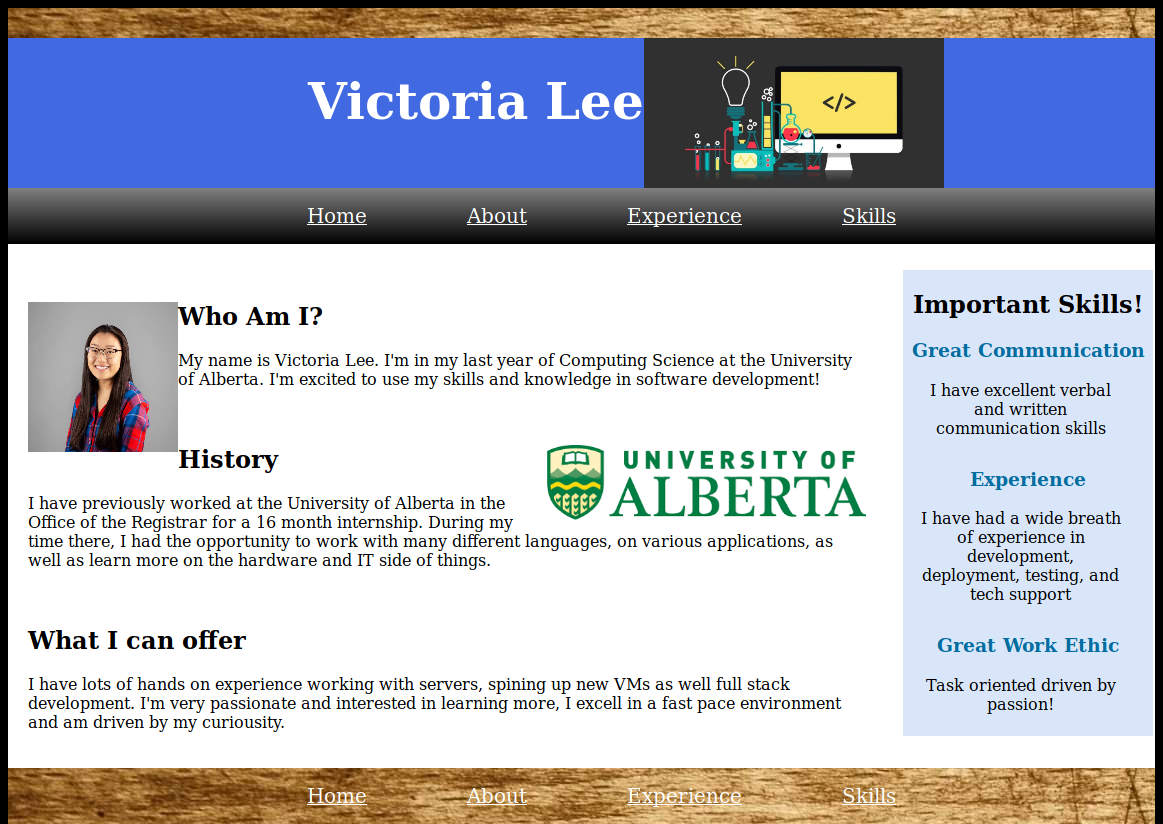 Victoria Lee
</>
Home About Experience Skills
Who Am I?
My name is Victoria Lee. I'm in my last year of Computing Science at the University
of Alberta. I'm excited to use my skills and knowledge in software development!
History
UNIVERSITY OF
ALBERTA
I have previously worked at the University of Alberta in the
Office of the Registrar for a 16 month internship. During my
time there, I had the opportunity to work with many different languages, on various applications, as
well as learn more on the hardware and IT side of things.
What I can offer
I have lots of hands on experience working with servers, spining up new VMs as well full stack
development. I'm very passionate and interested in learning more, I excell in a fast pace environment
and am driven by my curiousity.
Important Skills!
Great Communication
I have excellent verbal
and written
communication skills
Experience
I have had a wide breath
of experience in
development,
deployment, testing, and
tech support
Great Work Ethic
Task oriented driven by
passion!
Home About Experience Skills